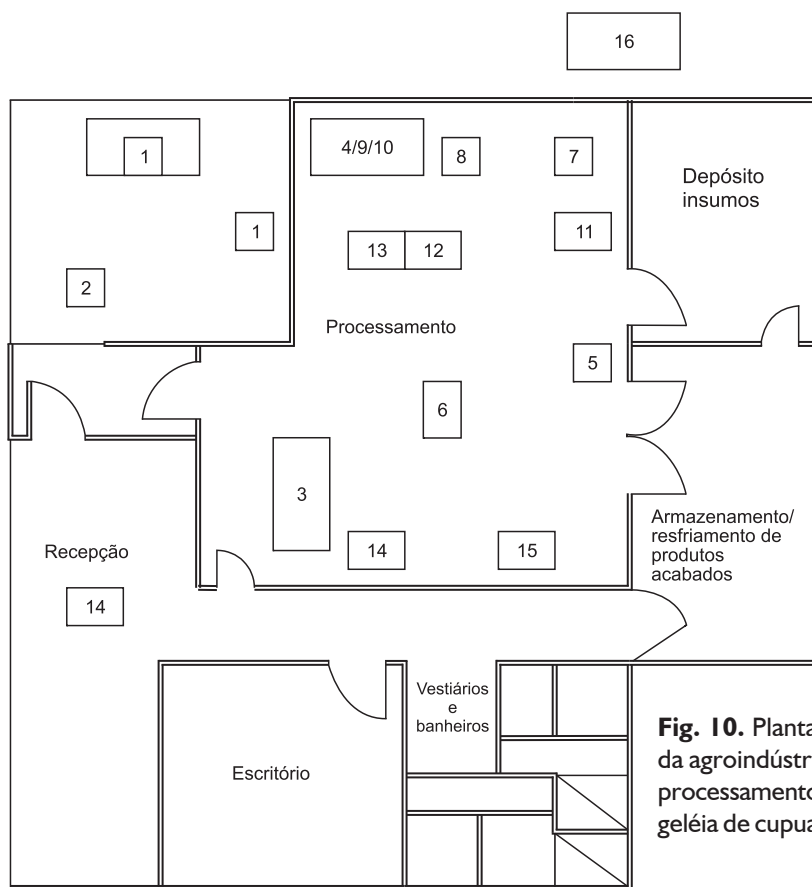 16
1
4/9/10
8
7
Depósito
insumos
1
13
12
11
2
Processamento
5
6
3
Armazenamento/
resfriamento de
produtos
acabados
Recepção
14
15
14
Vestiários
e
banheiros
Escritório
Fig. 10. Planta
da agroindústr
processamento
geléia de cupua